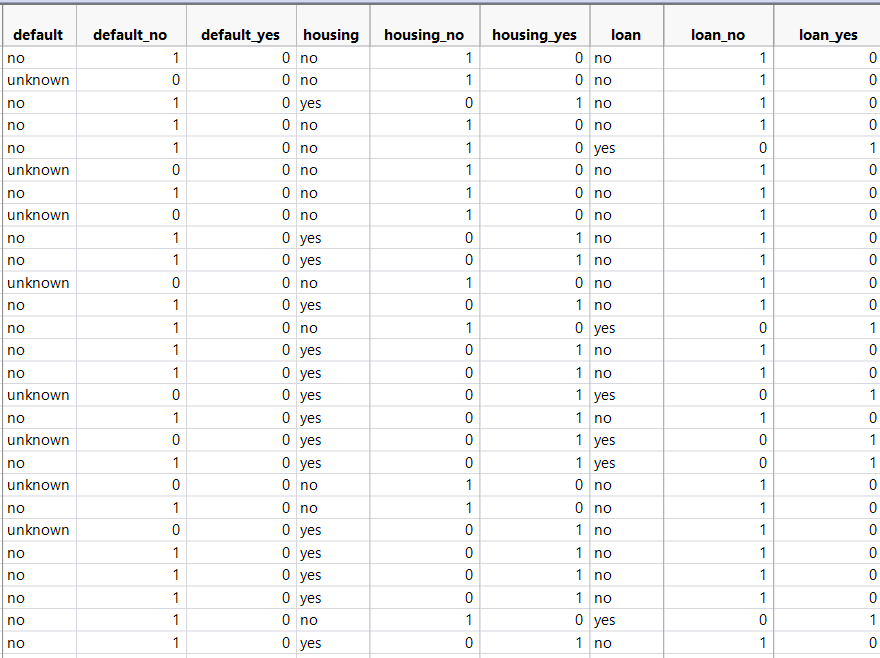 default default_no default_yes housing housing_no housing_yes loan loan_no loan_yes
no 1 0 no 1 0 no 1 0
unknown 0 0 no 1 0 no 1 0
no 1 0 yes 0 1 no 1 0
no 1 0 no 1 0 no 1 0
no 1 0 no 1 0 yes 0 1
unknown 0 0 no 1 0 no 1 0
no 1 0 no 1 0 no 1 0
unknown 0 0 no 1 0 no 1 0
no 1 0 yes 0 1 no 1 0
no 1 0 yes 0 1 no 1 0
unknown 0 0 no 1 0 no 1 0
no 1 0 yes 0 1 no 1 0
no 1 0 no 1 0 yes 0 1
no 1 0 yes 0 1 no 1 0
no 1 0 yes 0 1 no 1 0
unknown 0 0 yes 0 1 yes 0 1
no 1 0 yes 0 1 no 1 0
unknown 0 0 yes 0 1 yes 0 1
no 1 0 yes 0 1 yes 0 1
unknown 0 0 no 1 0 no 1 0
no 1 0 no 1 0 no 1 0
unknown 0 0 yes 0 1 no 1 0
no 1 0 yes 0 1 no 1 0
no 1 0 yes 0 1 no 1 0
no 1 0 yes 0 1 no 1 0
no 1 0 no 1 0 yes 0 1
no 1 0 yes 0 1 no 1 0